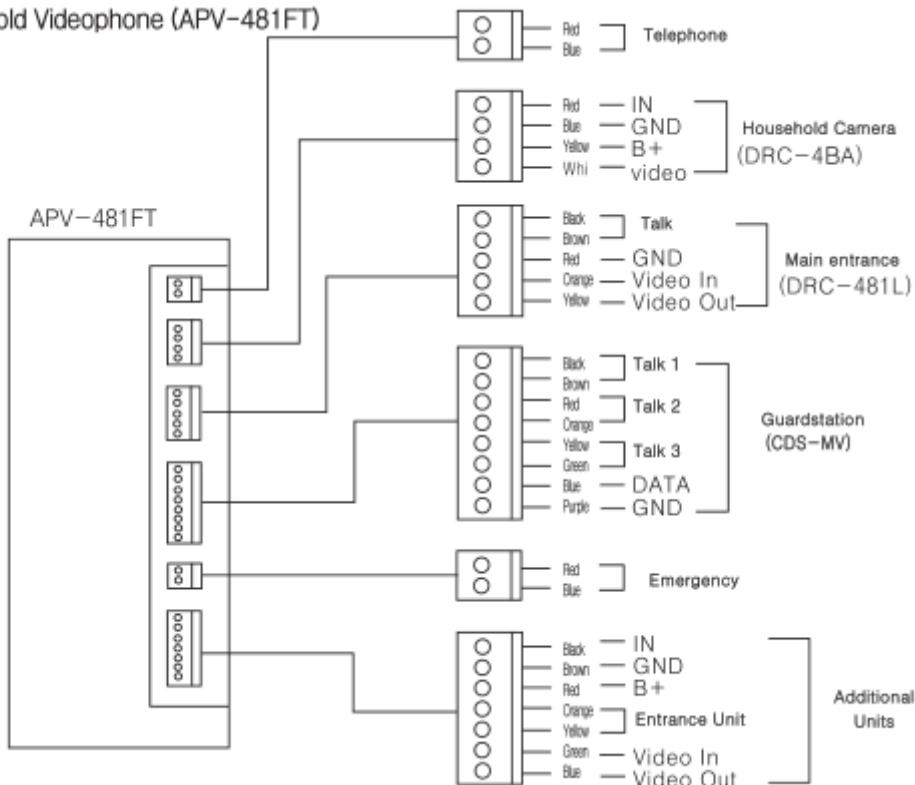 old Videophone (APV-481FT)
Red
Blue
Telephone
Red IN
Blue GND
Yellow B+
Whi video
Household Camera
(DRC-4BA)
APV-481FT
Black
Brown
Talk
Red GND
Orange Video In
Yellow Video Out
Main entrance
(DRC-481L)
Black
Brown
Talk 1
Red
Orange
Talk 2
Yellow
Green
Talk 3
Blue DATA
Purple GND
Guardstation
(CDS-MV)
Red
Blue
Emergency
Black IN
Brown GND
Red B+
Orange
Yellow
Entrance Unit
Green Video In
Blue Video Out
Additional
Units